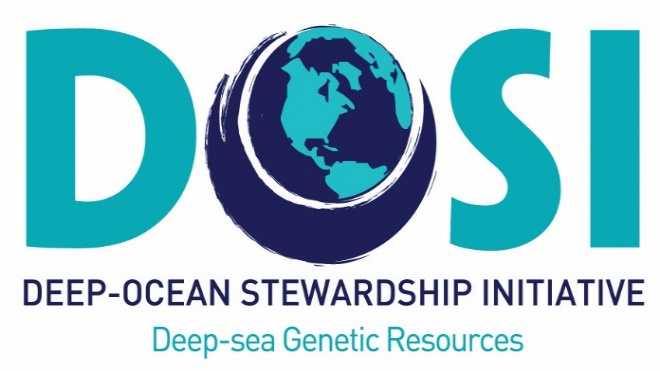 DOSI
DEEP-OCEAN STEWARDSHIP INITIATIVE
Deep-sea Genetic Resources